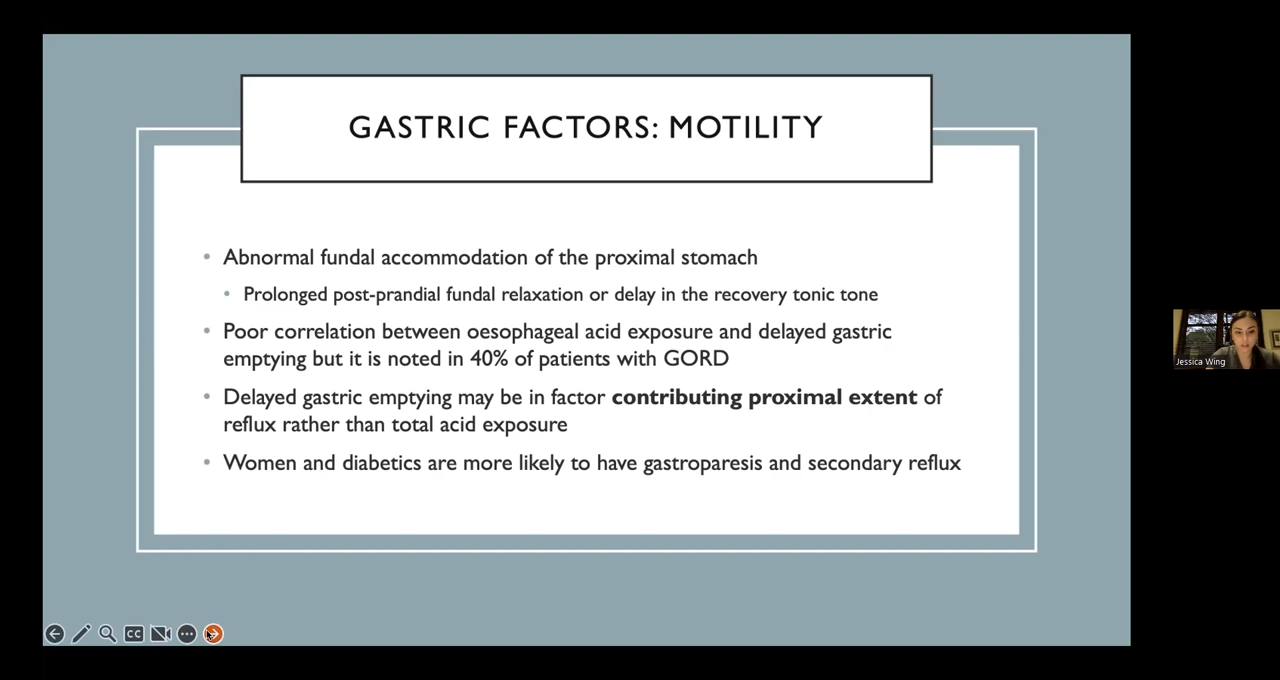 GASTRIC FACTORS: MOTILITY
• Abnormal fundal accommodation of the proximal stomach
• Prolonged post-prandial fundal relaxation or delay in the recovery tonic tone
• Poor correlation between oesophageal acid exposure and delayed gastric
emptying but it is noted in 40% of patients with GORD
• Delayed gastric emptying may be in factor contributing proximal extent of
reflux rather than total acid exposure
• Women and diabetics are more likely to have gastroparesis and secondary reflux
Jessica Wing
CC